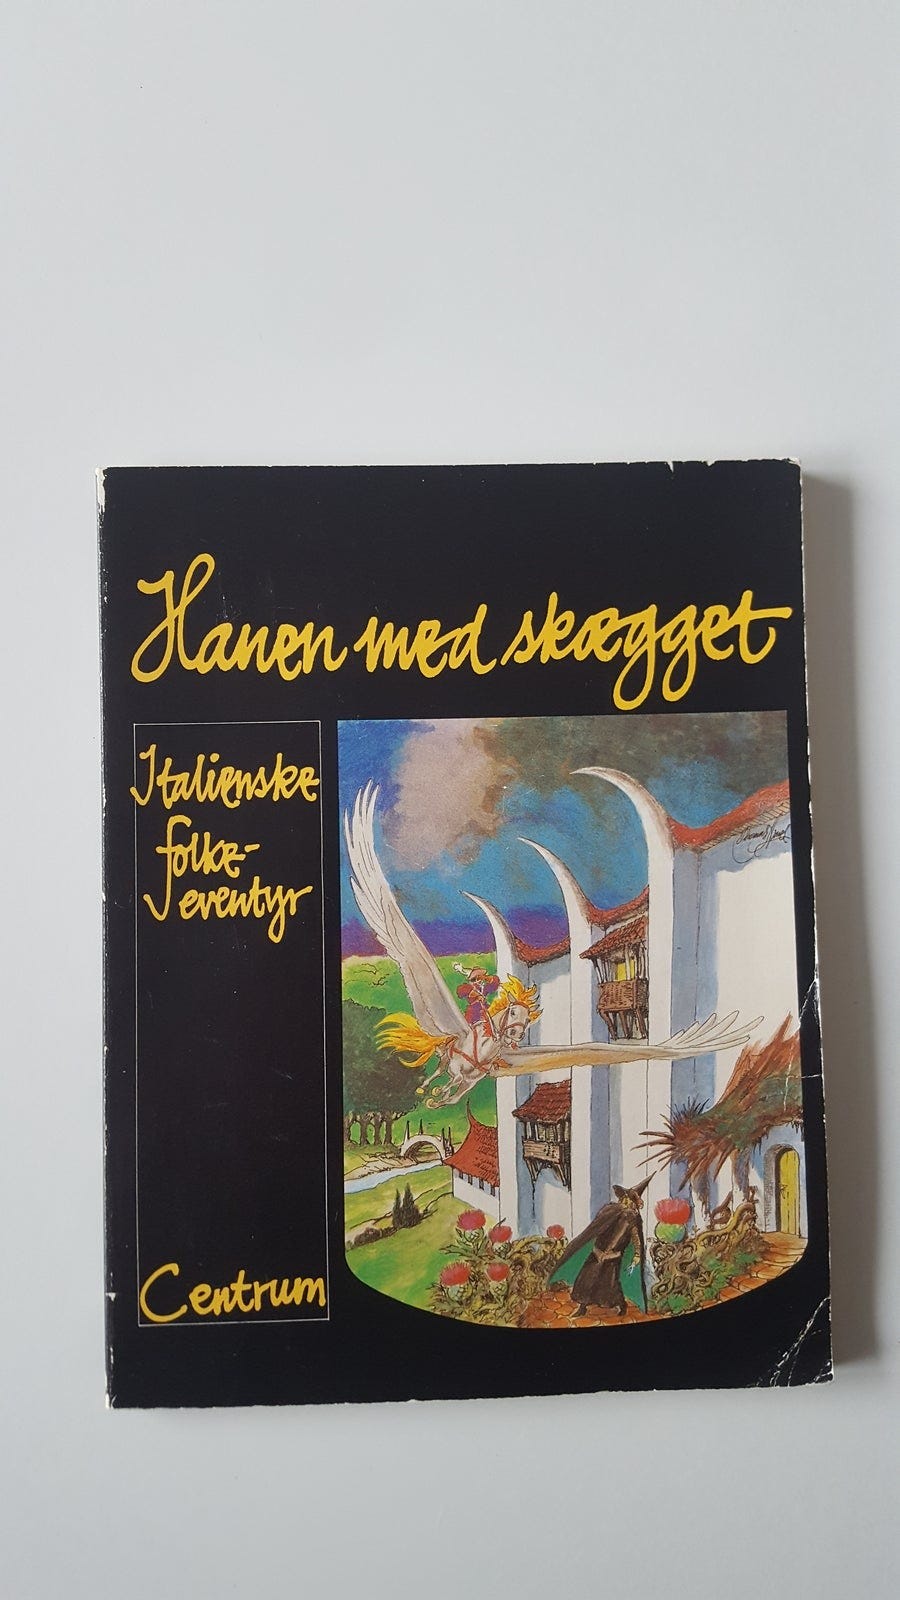 Hanen med skægget
Italienske
folke-
eventyr
Centrum